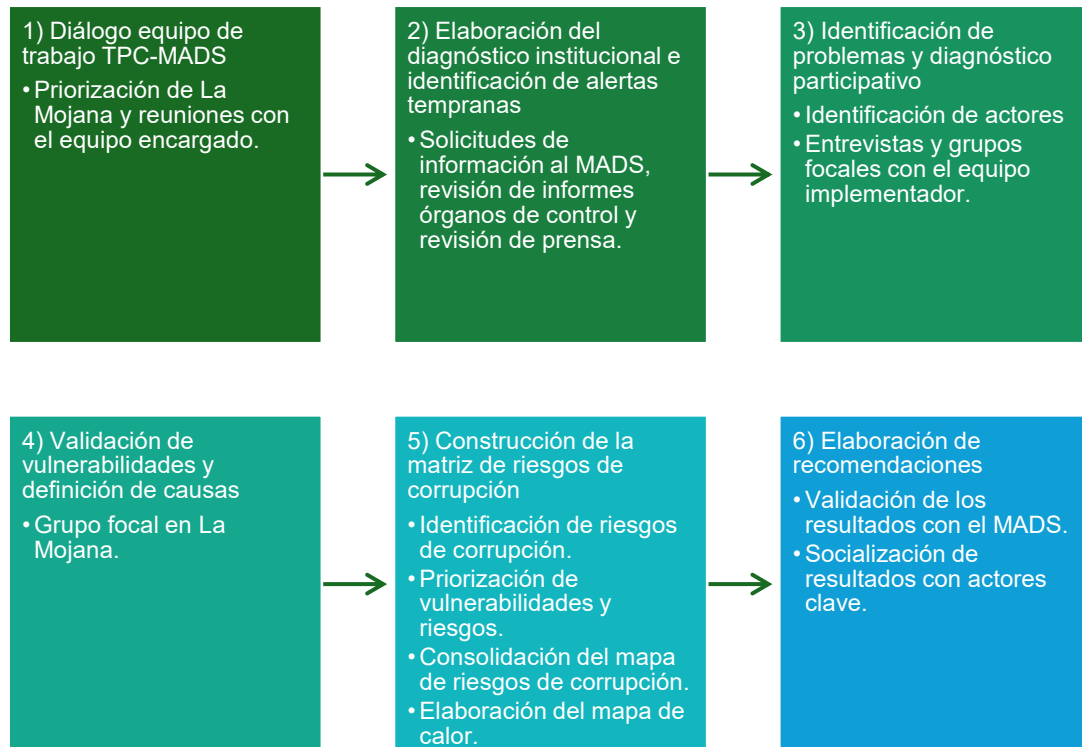 1) Diálogo equipo de
trabajo TPC-MADS
• Priorización de La
Mojana y reuniones con
el equipo encargado.
2) Elaboración del
diagnóstico institucional e
identificación de alertas
tempranas
• Solicitudes de
información al MADS,
revisión de informes
órganos de control y
revisión de prensa.
3) Identificación de
problemas y diagnóstico
participativo
• Identificación de actores
• Entrevistas y grupos
focales con el equipo
implementador.
4) Validación de
vulnerabilidades y
definición de causas
• Grupo focal en La
Mojana.
5) Construcción de la
matriz de riesgos de
corrupción
• Identificación de riesgos
de corrupción.
• Priorización de
vulnerabilidades y
riesgos.
• Consolidación del mapa
de riesgos de corrupción.
• Elaboración del mapa de
calor.
6) Elaboración de
recomendaciones
• Validación de los
resultados con el MADS.
• Socialización de
resultados con actores
clave.